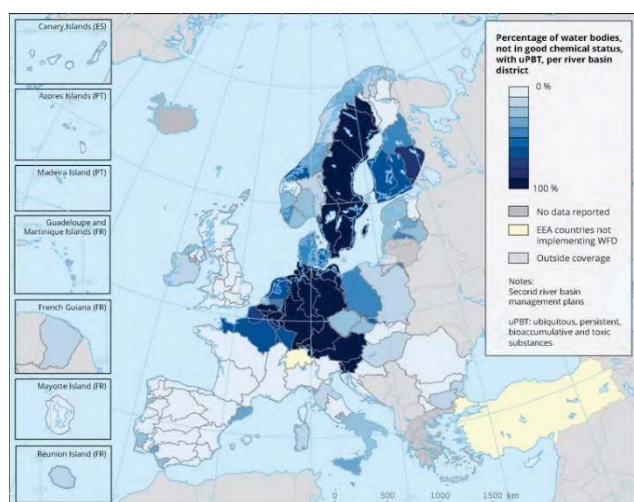 Canary Islands (ES)
Azores Islands (PT)
Madeira Island (PT)
Guadeloupe and
Martinique Islands (FR)
French Guiana (FR)
Mayotte Island (FR)
Réunion Island (FR)
Percentage of water bodies,
not in good chemical status,
with uPBT, per river basin
district
0 %
100 %
No data reported
EEA countries not
implementing WFD
Outside coverage
Notes:
Second river basin
management plans
uPBT: ubiquitous, persistent,
bioaccumulative and toxic
substances
0 500 1000 1500 km